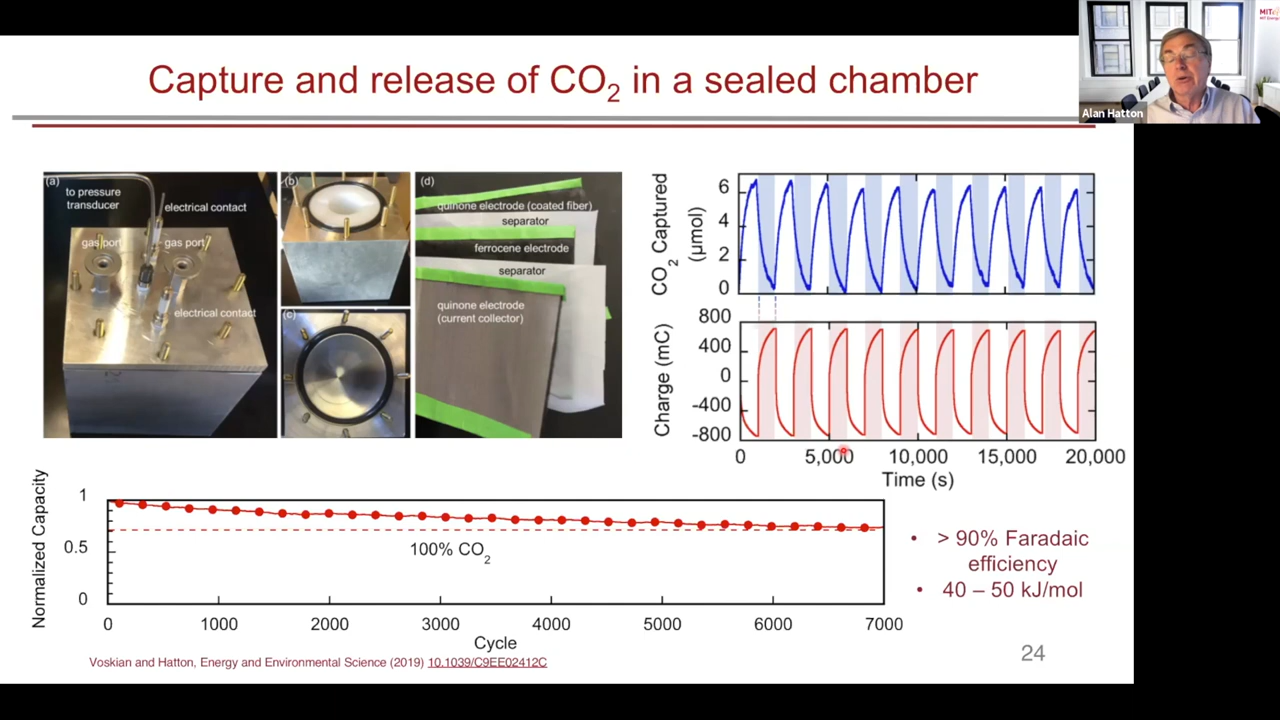 MIT
MIT Energy
Alan Hatton
Capture and release of CO2 in a sealed chamber
(a)
to pressure
transducer
electrical contact
gas port
gas port
electrical contact
(b)
(c)
(d)
quinone electrode (coated fiber)
separator
ferrocene electrode
separator
quinone electrode
(current collector)
CO2 Captured
(µmol)
6
4
2
0
Charge (mC)
800
400
0
-400
-800
0 5,000 10,000 15,000 20,000
Time (s)
Normalized Capacity
1
0.5
0
100% CO2
0 1000 2000 3000 4000 5000 6000 7000
Cycle
• > 90% Faradaic
efficiency
• 40 – 50 kJ/mol
Voskian and Hatton, Energy and Environmental Science (2019) 10.1039/C9EE02412C
24